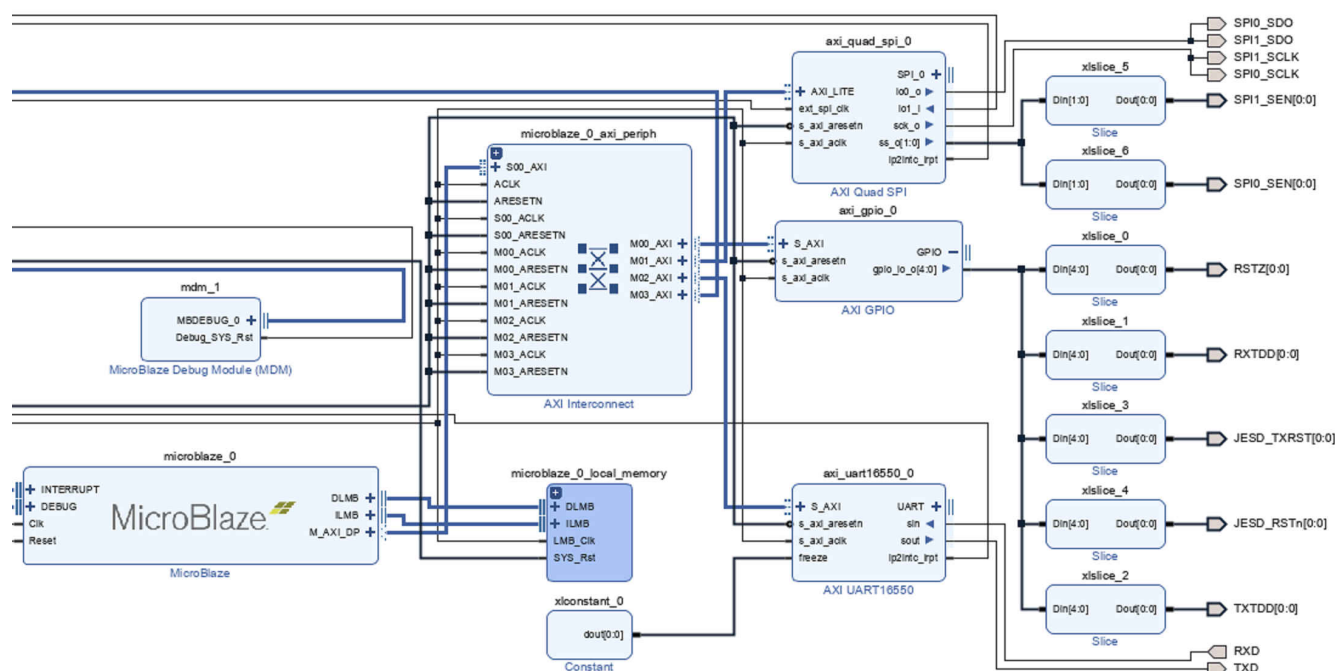 mdm_1
MBDEBUG_0
Debug_SYS_Rst
MicroBlaze Debug Module (MDM)
microblaze_0
INTERRUPT
DEBUG
Clk
Reset
MicroBlaze
DLMB
ILMB
M_AXI_DP
MicroBlaze
microblaze_0_axi_periph
S00_AXI
ACLK
ARESETN
S00_ACLK
S00_ARESETN
M00_ACLK
M00_ARESETN
M01_ACLK
M01_ARESETN
M02_ACLK
M02_ARESETN
M03_ACLK
M03_ARESETN
M00_AXI
M01_AXI
M02_AXI
M03_AXI
AXI Interconnect
microblaze_0_local_memory
DLMB
ILMB
LMB_Clk
SYS_Rst
xlconstant_0
dout[0:0]
Constant
axi_quad_spi_0
AXI_LITE
ext_spi_clk
s_axi_aresetn
s_axi_aclk
SPI_0
io0_o
io1_i
sck_o
ss_o[1:0]
ip2intc_irpt
AXI Quad SPI
axi_gpio_0
S_AXI
s_axi_aresetn
s_axi_aclk
GPIO
gpio_io_o[4:0]
AXI GPIO
axi_uart16550_0
S_AXI
s_axi_aresetn
s_axi_aclk
freeze
UART
sin
sout
ip2intc_irpt
AXI UART16550
xlslice_5
Din[1:0] Dout[0:0]
Slice
xlslice_6
Din[1:0] Dout[0:0]
Slice
xlslice_0
Din[4:0] Dout[0:0]
Slice
xlslice_1
Din[4:0] Dout[0:0]
Slice
xlslice_3
Din[4:0] Dout[0:0]
Slice
xlslice_4
Din[4:0] Dout[0:0]
Slice
xlslice_2
Din[4:0] Dout[0:0]
Slice
SPI0_SDO
SPI1_SDO
SPI1_SCLK
SPI0_SCLK
SPI1_SEN[0:0]
SPI0_SEN[0:0]
RSTZ[0:0]
RXTDD[0:0]
JESD_TXRST[0:0]
JESD_RSTn[0:0]
TXTDD[0:0]
RXD
TXD